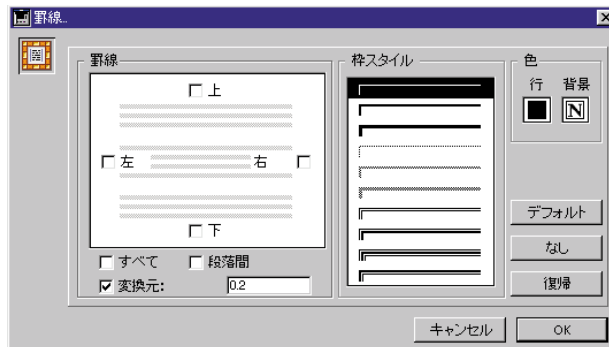 罫線...
罫線
上
左
右
下
すべて
段落間
変換元:
0.2
枠スタイル
色
行
背景
N
デフォルト
なし
復帰
キャンセル
OK